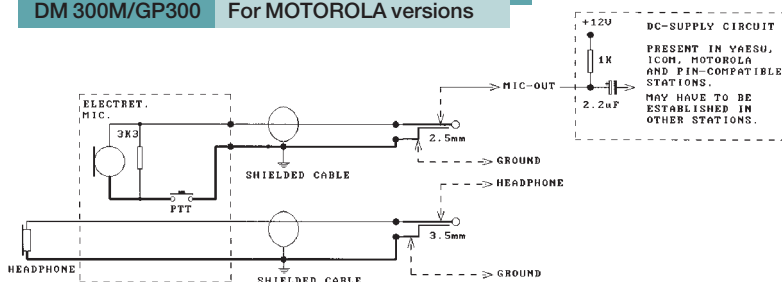 DM 300M/GP300 For MOTOROLA versions
+12V
DC-SUPPLY CIRCUIT
1K
PRESENT IN YAESU,
ICOM, MOTOROLA
AND PIN-COMPATIBLE
STATIONS.
MAY HAVE TO BE
ESTABLISHED IN
OTHER STATIONS.
2.2uF
MIC-OUT
ELECTRET.
MIC.
3K3
PTT
SHIELDED CABLE
2.5mm
GROUND
HEADPHONE
3.5mm
HEADPHONE
SHIELDED CABLE
GROUND